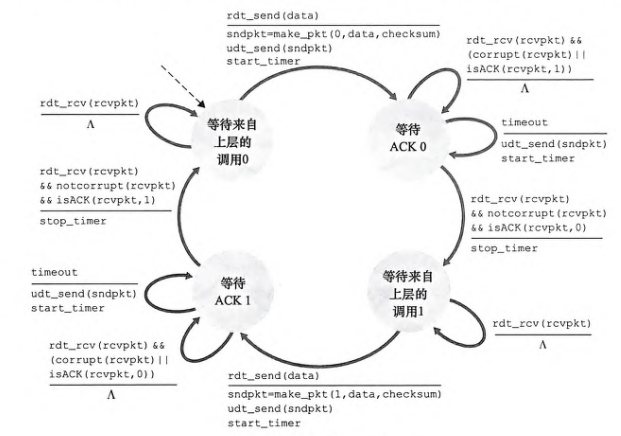 rdt_send(data)
sndpkt=make_pkt(0,data,checksum)
udt_send(sndpkt)
start_timer
rdt_rcv(rcvpkt) &&
(corrupt(rcvpkt)||
isACK(rcvpkt,1))
Λ
rdt_rcv(rcvpkt)
Λ
等待来自
上层的
调用0
等待
ACK 0
timeout
udt_send(sndpkt)
start_timer
rdt_rcv(rcvpkt)
&& notcorrupt(rcvpkt)
&& isACK(rcvpkt,1)
stop_timer
rdt_rcv(rcvpkt)
&& notcorrupt(rcvpkt)
&& isACK(rcvpkt,0)
stop_timer
timeout
udt_send(sndpkt)
start_timer
等待
ACK 1
等待来自
上层的
调用1
rdt_rcv(rcvpkt)
Λ
rdt_rcv(rcvpkt) &&
(corrupt(rcvpkt)||
isACK(rcvpkt,0))
Λ
rdt_send(data)
sndpkt=make_pkt(1,data,checksum)
udt_send(sndpkt)
start_timer